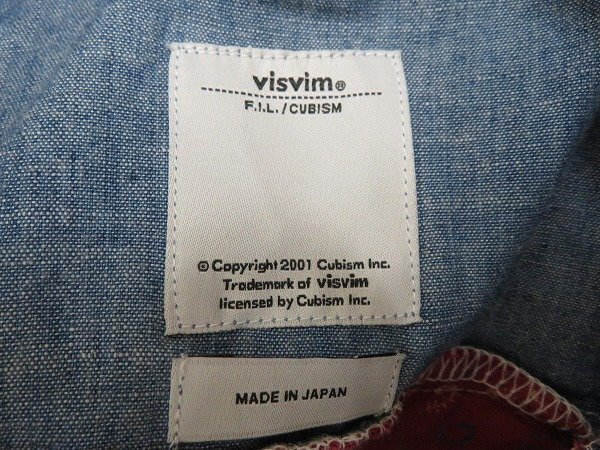 visvim®
F.I.L./CUBISM
© Copyright 2001 Cubism Inc.
Trademark of visvim
licensed by Cubism Inc.
MADE IN JAPAN